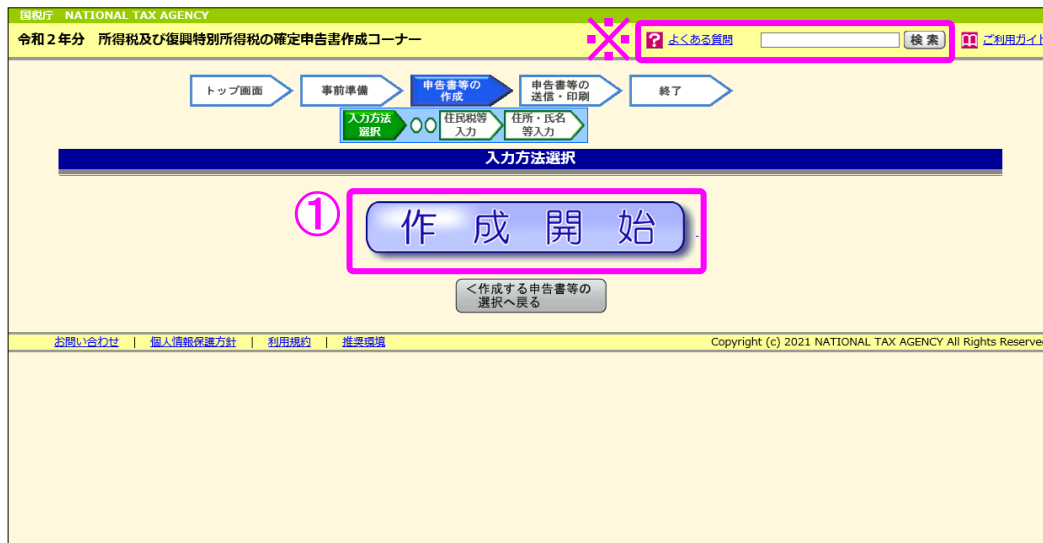 国税庁 NATIONAL TAX AGENCY
令和2年分 所得税及び復興特別所得税の確定申告書作成コーナー
※
? よくある質問
検索
ご利用ガイド
トップ画面
事前準備
申告書等の
作成
申告書等の
送信・印刷
終了
入力方法
選択
○○
住民税等
入力
住所・氏名
等入力
入力方法選択
①
作成開始
<作成する申告書等の
選択へ戻る
お問い合わせ | 個人情報保護方針 | 利用規約 | 推奨環境
Copyright (c) 2021 NATIONAL TAX AGENCY All Rights Reserve